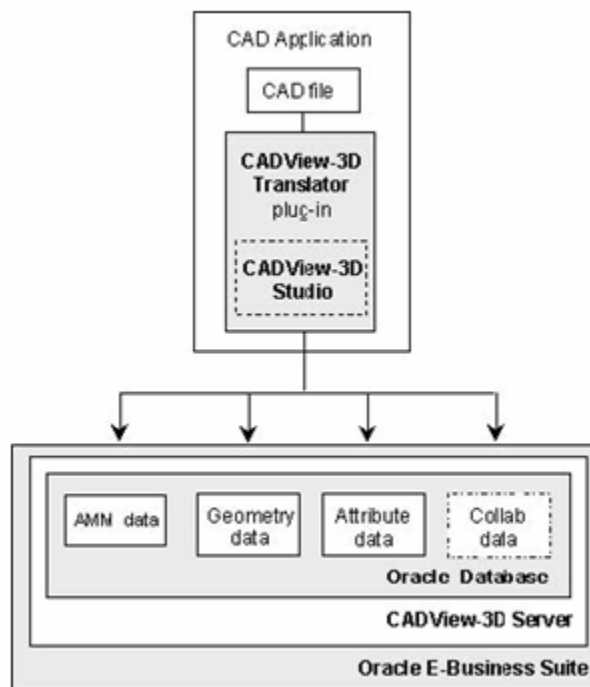 CAD Application
CAD file
CADView-3D
Translator
plug-in
CADView-3D
Studio
AMM data
Geometry
data
Attribute
data
Collab
data
Oracle Database
CADView-3D Server
Oracle E-Business Suite